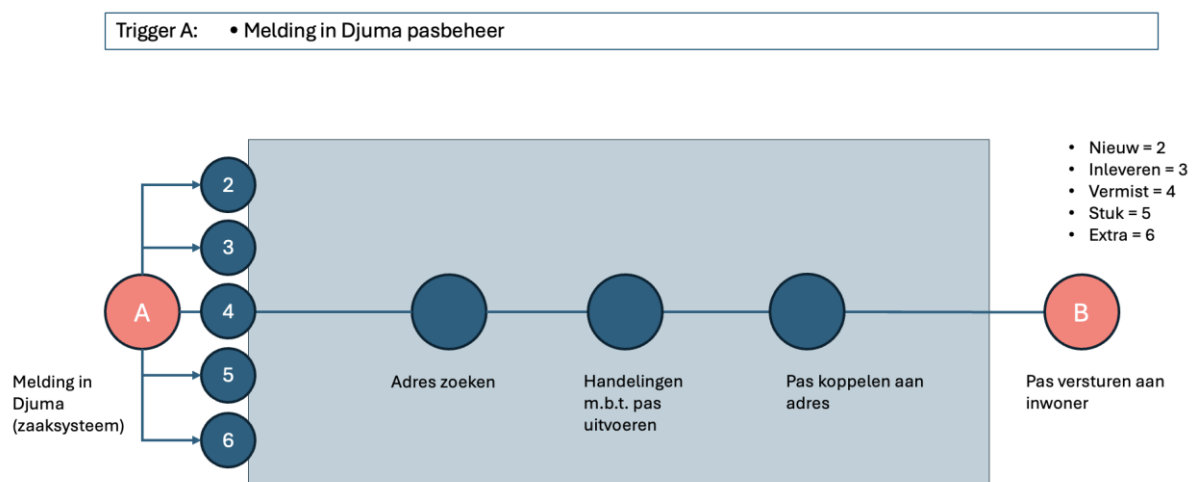 Trigger A: • Melding in Djuma pasbeheer
• Nieuw = 2
• Inleveren = 3
• Vermist = 4
• Stuk = 5
• Extra = 6
2
3
A
4
B
5
6
Melding in
Djuma
(zaaksysteem)
Adres zoeken
Handelingen
m.b.t. pas
uitvoeren
Pas koppelen aan
adres
Pas versturen aan
inwoner